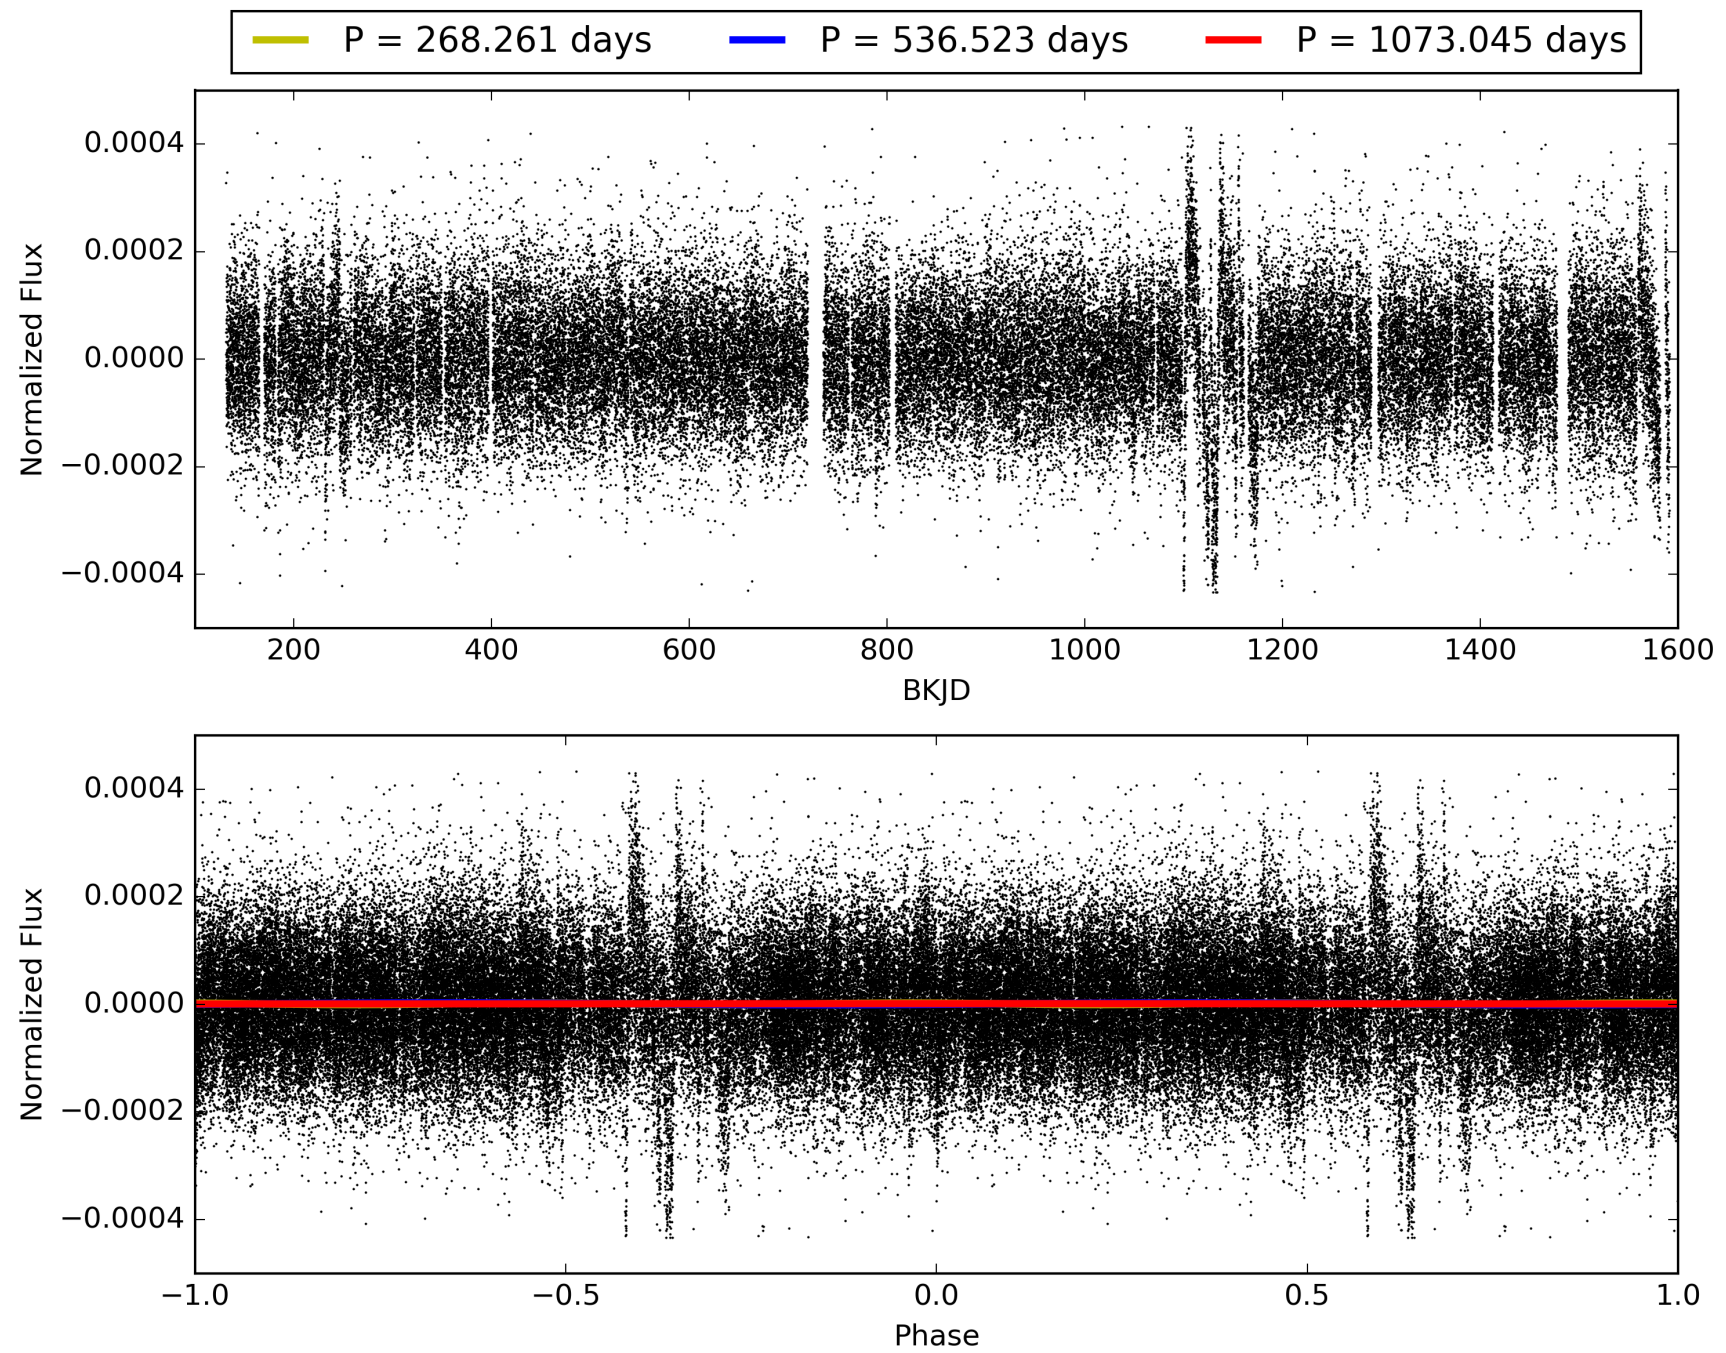 P = 268.261 days P = 536.523 days P = 1073.045 days
Normalized Flux
0.0004
0.0002
0.0000
−0.0002
−0.0004
200 400 600 800 1000 1200 1400 1600
BKJD
Normalized Flux
0.0004
0.0002
0.0000
−0.0002
−0.0004
−1.0 −0.5 0.0 0.5 1.0
Phase